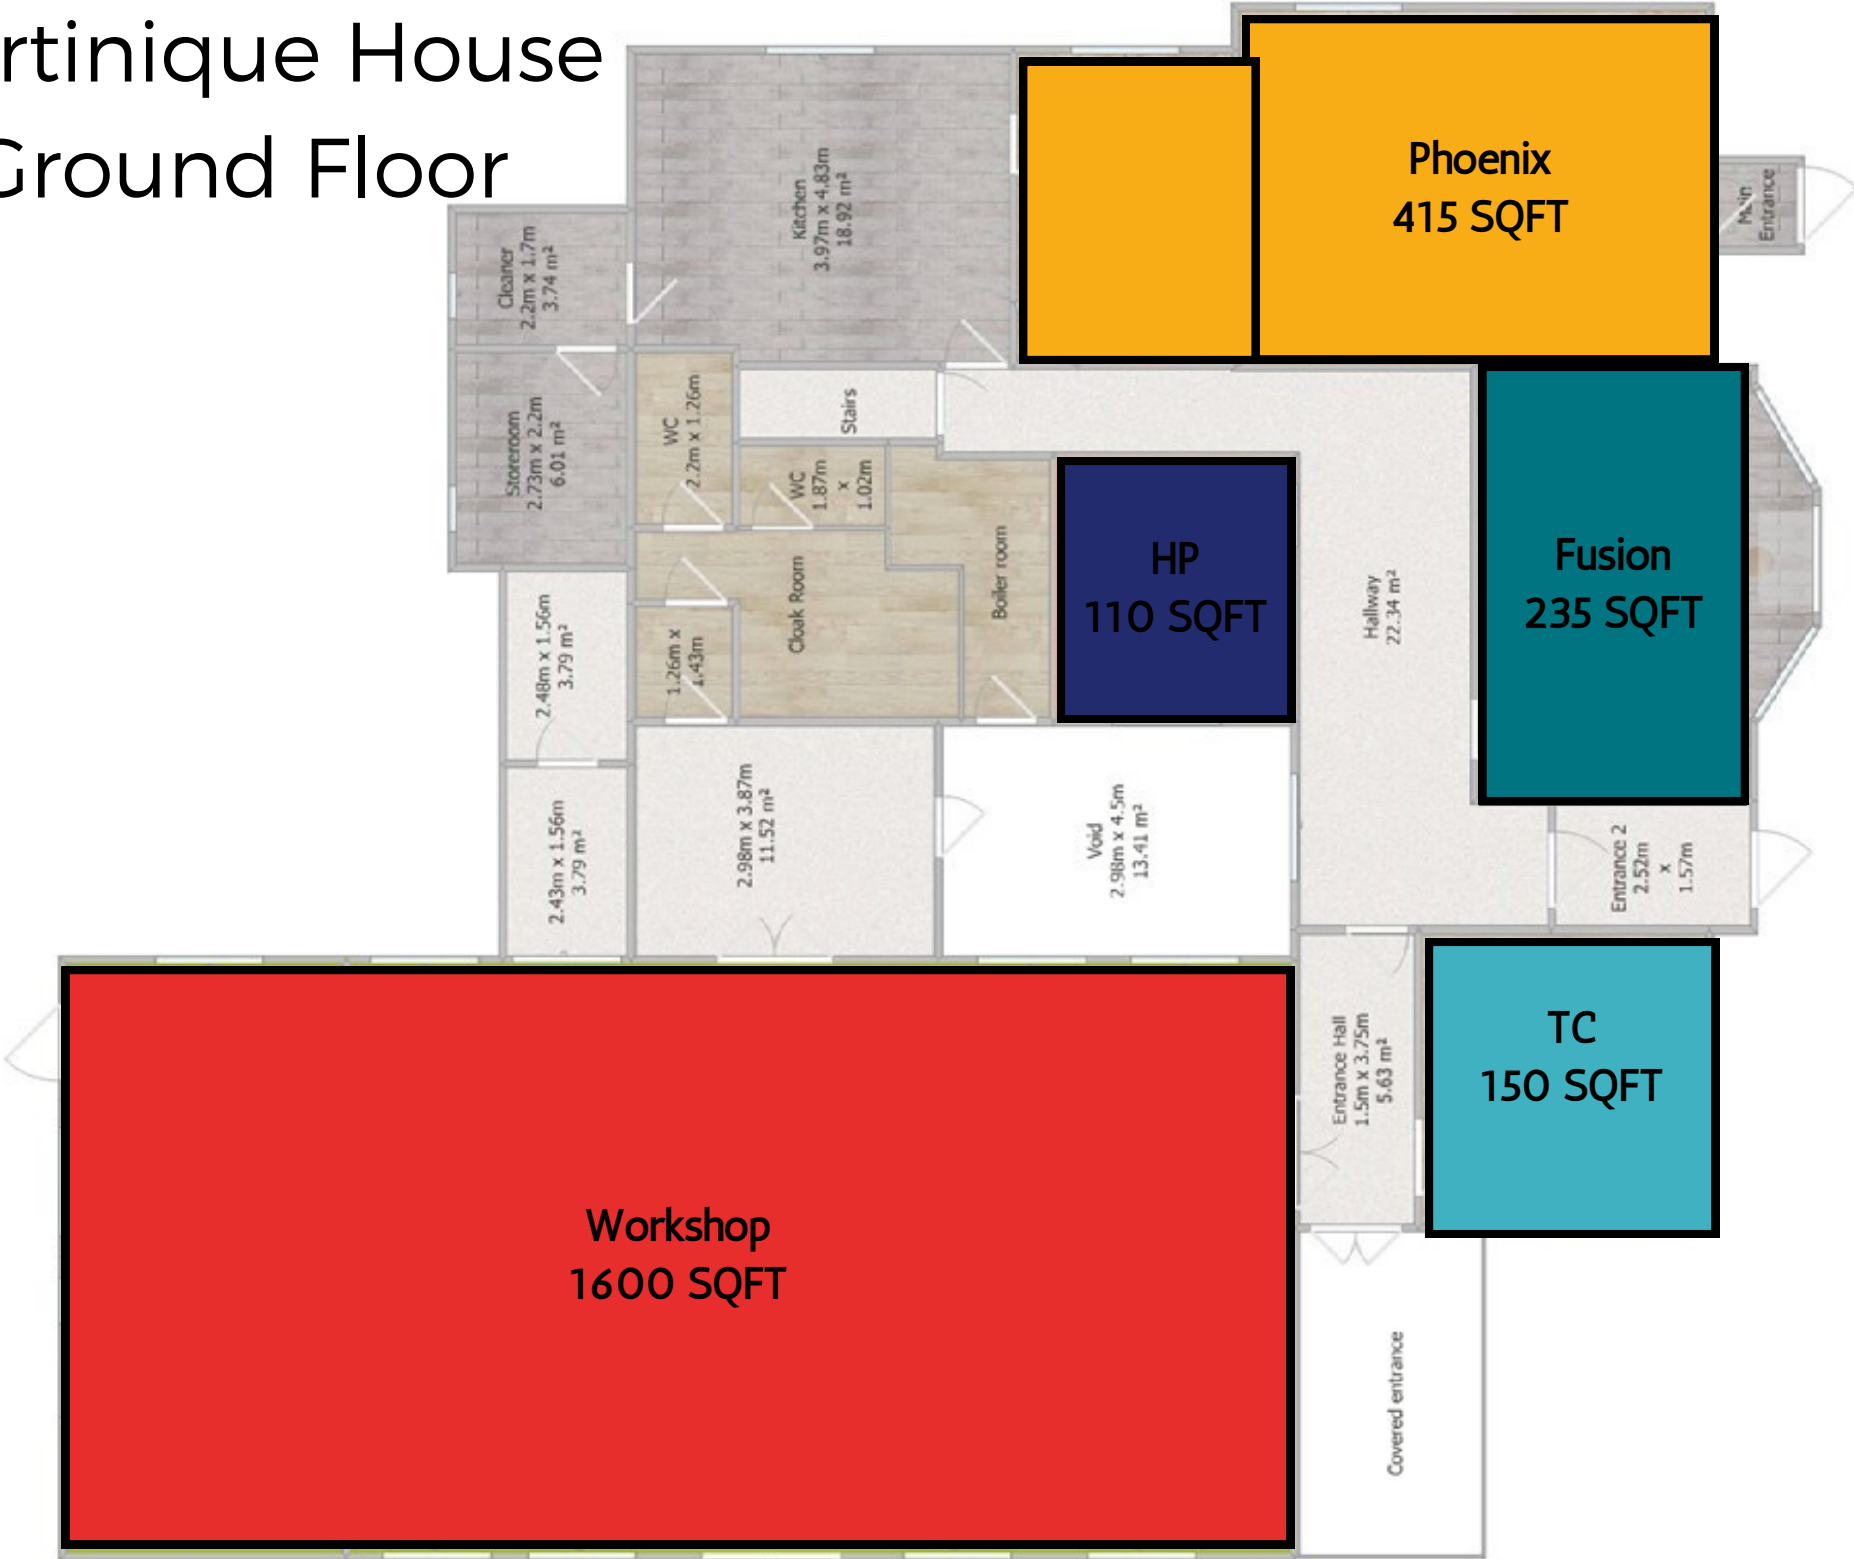 rtinique House
Ground Floor
Kitchen
3.97m x 4.83m
18.92 m²
Phoenix
415 SQFT
Main
Entrance
Cleaner
2.2m x 1.7m
3.74 m²
Storeroom
2.73m x 2.2m
6.01 m²
WC
2.2m x 1.26m
Stairs
WC
1.87m
x
1.02m
Boiler room
Cloak Room
1.26m x
1.43m
HP
110 SQFT
Hallway
22.34 m²
Fusion
235 SQFT
2.48m x 1.56m
3.79 m²
2.43m x 1.56m
3.79 m²
2.98m x 3.87m
11.52 m²
Void
2.98m x 4.5m
13.41 m²
Entrance 2
2.52m
x
1.57m
Entrance Hall
1.5m x 3.75m
5.63 m²
TC
150 SQFT
Workshop
1600 SQFT
Covered entrance